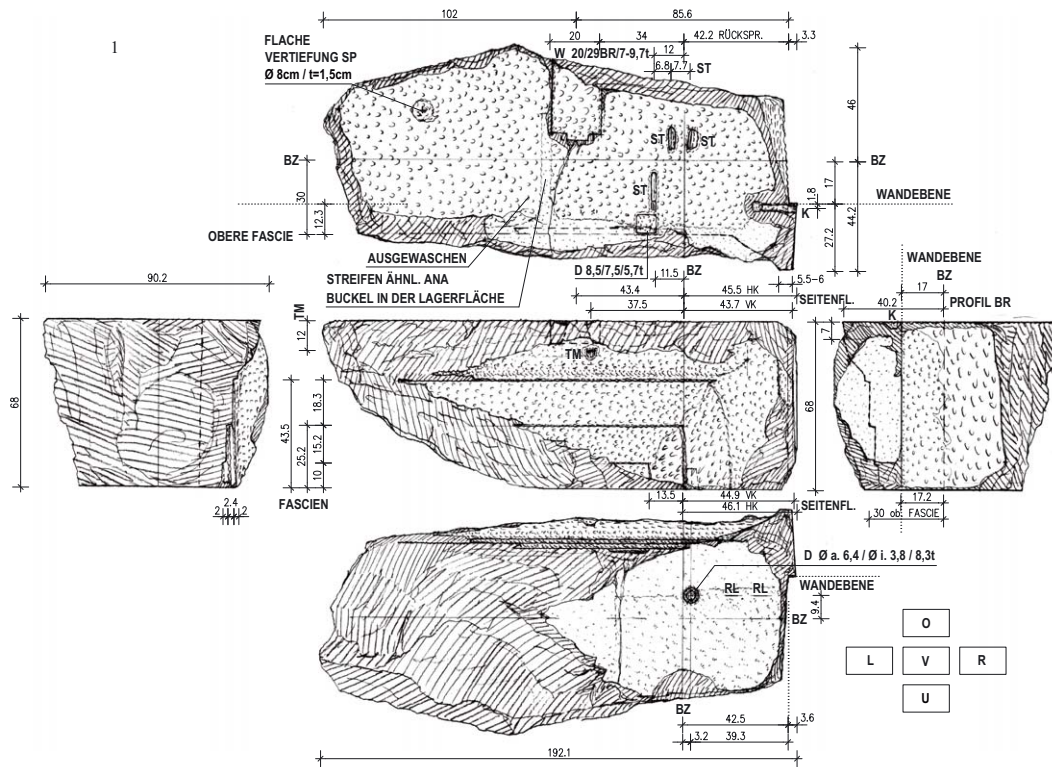 1
102
85.6
20
34
42.2 RÜCKSPR.
3.3
FLACHE
VERTIEFUNG SP
Ø 8cm / t=1,5cm
W 20/29BR/7-9,7t
12
6.8
7.7
ST
46
ST
ST
BZ
BZ
30
12.3
ST
1.8
17
WANDEBENE
44.2
K
27.2
OBERE FASCIE
AUSGEWASCHEN
D 8,5/7,5/5,7t
11.5
BZ
5.5-6
STREIFEN ÄHNL. ANA
BUCKEL IN DER LAGERFLÄCHE
WANDEBENE
BZ
90.2
43.4
45.5 HK
SEITENFL.
17
TM
37.5
43.7 VK
40.2
PROFIL BR
K
12
7
TM
68
18.3
68
43.5
15.2
25.2
10
FASCIEN
2
2.4
2
13.5
44.9 VK
SEITENFL.
17.2
46.1 HK
30 ob. FASCIE
D Ø a. 6,4 / Ø i. 3,8 / 8,3t
RL
RL
WANDEBENE
9.4
BZ
O
L
V
R
U
BZ
42.5
3.6
3.2
39.3
192.1